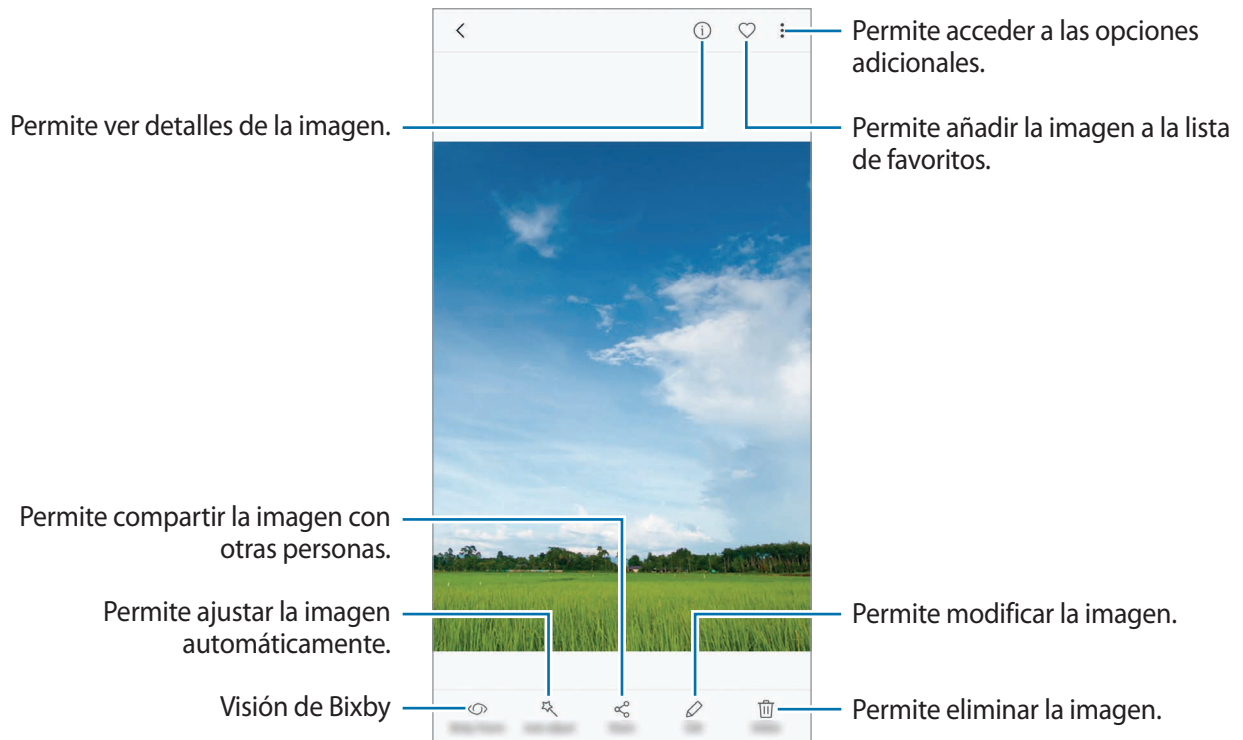 Permite acceder a las opciones
adicionales.
Permite ver detalles de la imagen.
Permite añadir la imagen a la lista
de favoritos.
Permite compartir la imagen con
otras personas.
Permite ajustar la imagen
automáticamente.
Permite modificar la imagen.
Visión de Bixby
Permite eliminar la imagen.